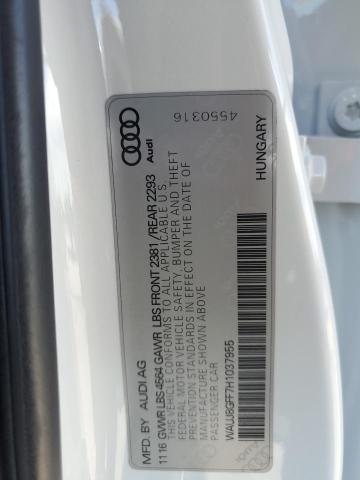 4550316
Audi
HUNGARY
MFD. BY AUDI AG
1116 GVWR LBS 4564 GAWR LBS FRONT 2381/REAR 2293
THIS VEHICLE CONFORMS TO ALL APPLICABLE U.S.
FEDERAL MOTOR VEHICLE SAFETY, BUMPER AND THEFT
PREVENTION STANDARDS IN EFFECT ON THE DATE OF
MANUFACTURE SHOWN ABOVE
PASSENGER CAR
WAUJ8GFF7H1037955